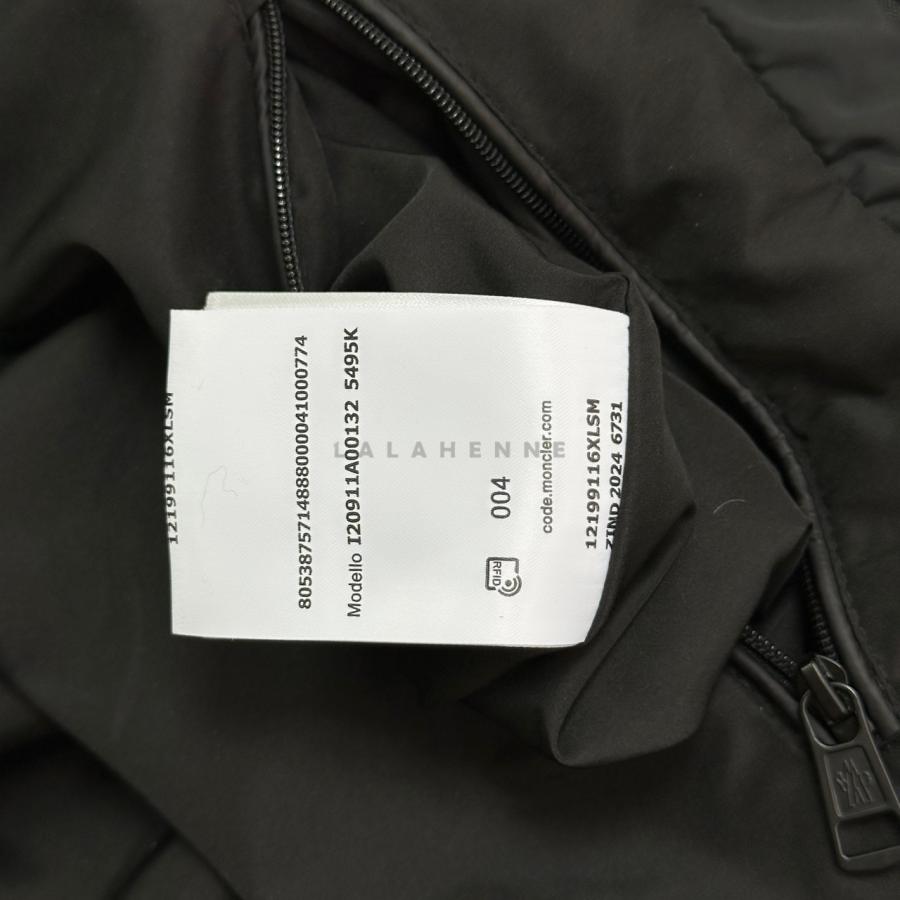 12199116XLSM
8053875714888000041000774
Modello I20911A00132 5495K
LALAHENNE
004
RFID
code.moncler.com
12199116XLSM
ZIND 2024 6731